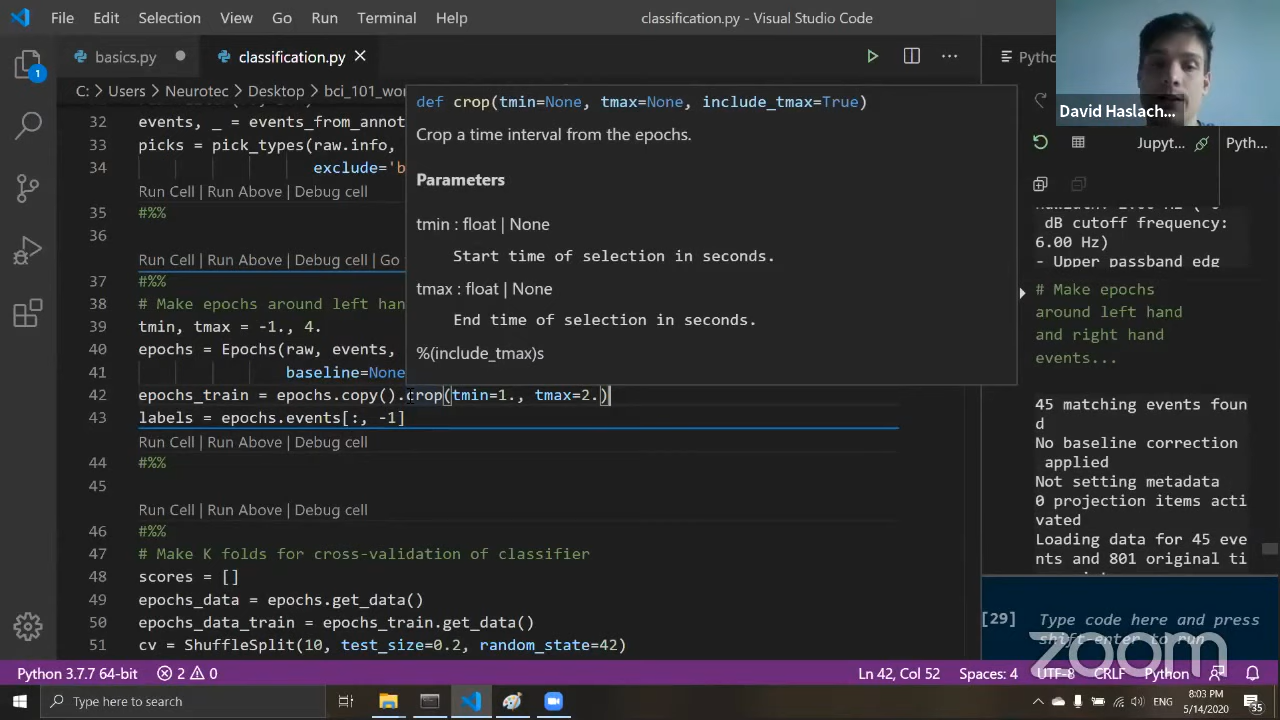 File Edit Selection View Go Run Terminal Help classification.py - Visual Studio Code
basics.py classification.py
C: > Users > Neurotec > Desktop > bci_101_wo
32 events, _ = events_from_annot
33 picks = pick_types(raw.info,
34 exclude='b
Run Cell | Run Above | Debug cell
35 #%%
36
Run Cell | Run Above | Debug cell | Go
37 #%%
38 # Make epochs around left han
39 tmin, tmax = -1., 4.
40 epochs = Epochs(raw, events,
41 baseline=None
42 epochs_train = epochs.copy().crop(tmin=1., tmax=2.)
43 labels = epochs.events[:, -1]
Run Cell | Run Above | Debug cell
44 #%%
45
Run Cell | Run Above | Debug cell
46 #%%
47 # Make K folds for cross-validation of classifier
48 scores = []
49 epochs_data = epochs.get_data()
50 epochs_data_train = epochs_train.get_data()
51 cv = ShuffleSplit(10, test_size=0.2, random_state=42)
def crop(tmin=None, tmax=None, include_tmax=True)
Crop a time interval from the epochs.
Parameters
tmin : float | None
Start time of selection in seconds.
tmax : float | None
End time of selection in seconds.
%(include_tmax)s
Pytho
David Haslach...
Jupyt... Pyth...
dB cutoff frequency:
6.00 Hz)
- Upper passband edg
# Make epochs
around left hand
and right hand
events...
45 matching events foun
d
No baseline correction
applied
Not setting metadata
0 projection items acti
vated
Loading data for 45 eve
nts and 801 original ti
[29] Type code here and press
shift-enter to run
zoom
Python 3.7.7 64-bit 2 0 Ln 42, Col 52 Spaces: 4 UTF-8 CRLF Python
1
Type here to search
ENG
8:03 PM
5/14/2020
35